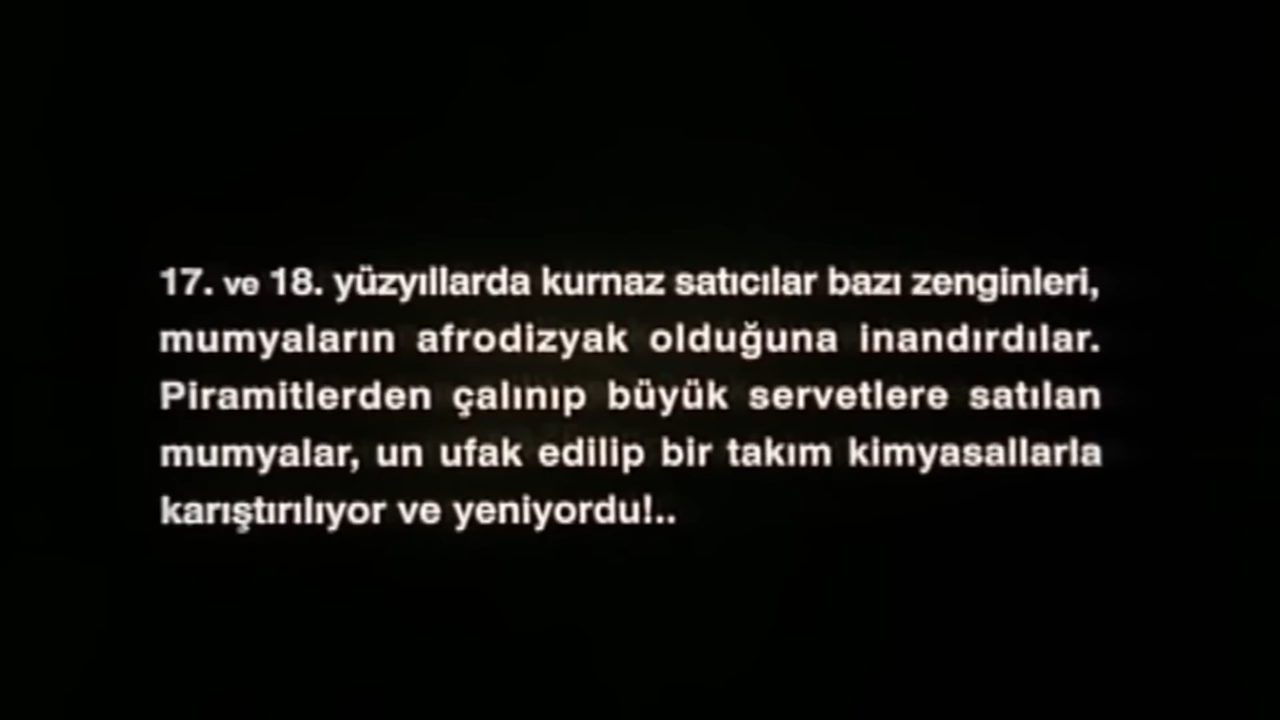 17. ve 18. yüzyıllarda kurnaz satıcılar bazı zenginleri,
mumyaların afrodizyak olduğuna inandırdılar.
Piramitlerden çalınıp büyük servetlere satılan
mumyalar, un ufak edilip bir takım kimyasallarla
karıştırılıyor ve yeniyordu!..